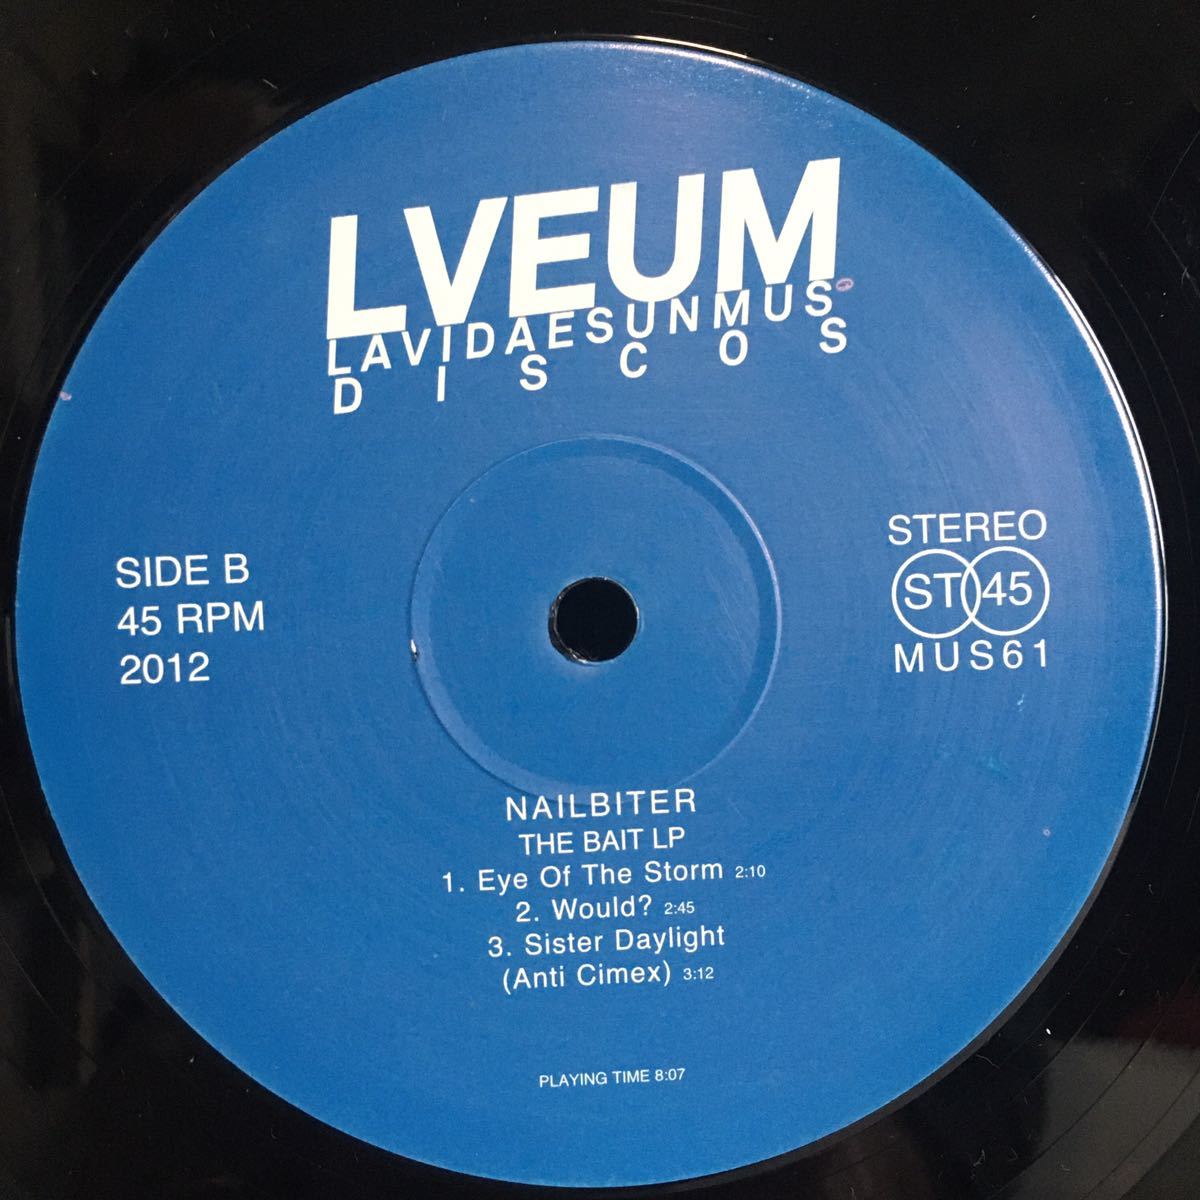 LVEUM
LAVIDAESUNMUS
DISCOS
SIDE B
45 RPM
2012
STEREO
ST 45
MUS61
NAILBITER
THE BAIT LP
1. Eye Of The Storm 2:10
2. Would? 2:45
3. Sister Daylight
(Anti Cimex) 3:12
PLAYING TIME 8:07